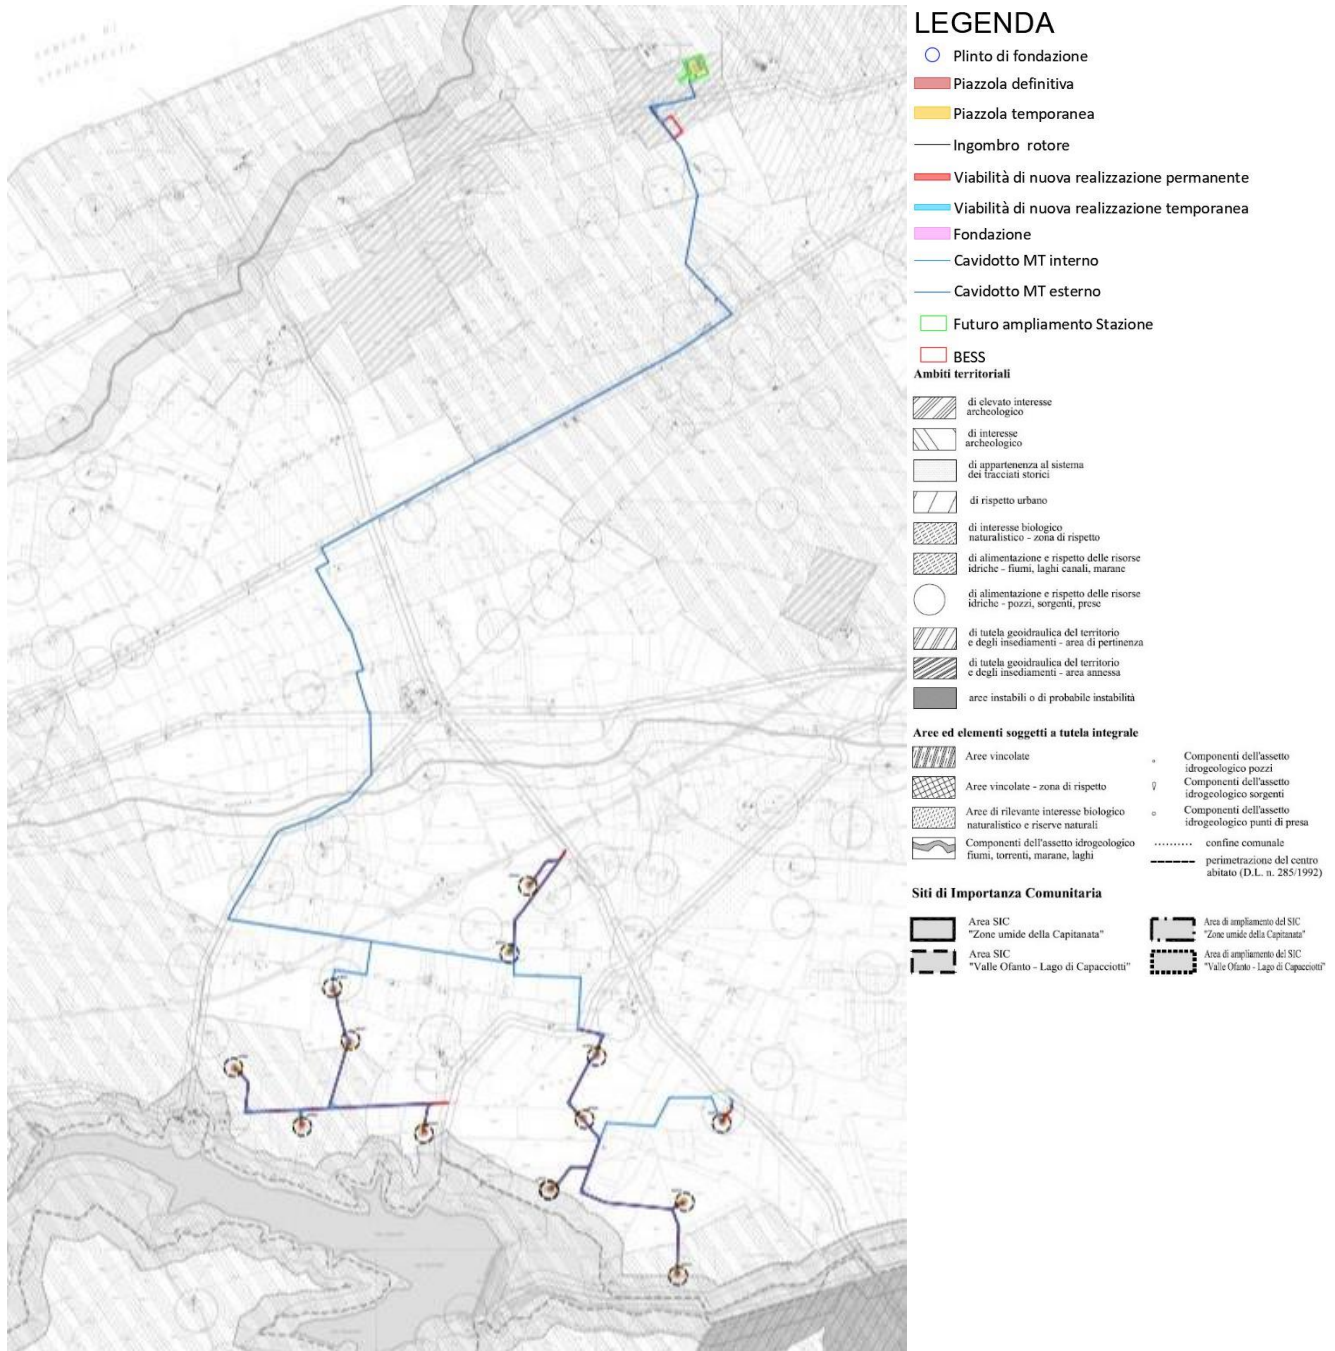 COMUNE DI
LEGENDA
Plinto di fondazione
Piazzola definitiva
Piazzola temporanea
Ingombro rotore
Viabilità di nuova realizzazione permanente
Viabilità di nuova realizzazione temporanea
Fondazione
Cavidotto MT interno
Cavidotto MT esterno
Futuro ampliamento Stazione
BESS
Ambiti territoriali
di elevato interesse
archeologico
di interesse
archeologico
di appartenenza al sistema
dei tracciati storici
di rispetto urbano
di interesse biologico
naturalistico - zona di rispetto
di alimentazione e rispetto delle risorse
idriche - fiumi, laghi canali, marane
di alimentazione e rispetto delle risorse
idriche - pozzi, sorgenti, prese
di tutela geoidraulica del territorio
e degli insediamenti - area di pertinenza
di tutela geoidraulica del territorio
e degli insediamenti - area annessa
aree instabili o di probabile instabilità
Aree ed elementi soggetti a tutela integrale
Aree vincolate
Aree vincolate - zona di rispetto
Aree di rilevante interesse biologico
naturalistico e riserve naturali
Componenti dell'assetto idrogeologico
fiumi, torrenti, marane, laghi
Componenti dell'assetto
idrogeologico pozzi
Componenti dell'assetto
idrogeologico sorgenti
Componenti dell'assetto
idrogeologico punti di presa
confine comunale
perimetrazione del centro
abitato (D.L. n. 285/1992)
Siti di Importanza Comunitaria
Area SIC
"Zone umide della Capitanata"
Area SIC
"Valle Ofanto - Lago di Capacciotti"
Area di ampliamento del SIC
"Zone umide della Capitanata"
Area di ampliamento del SIC
"Valle Ofanto - Lago di Capacciotti"